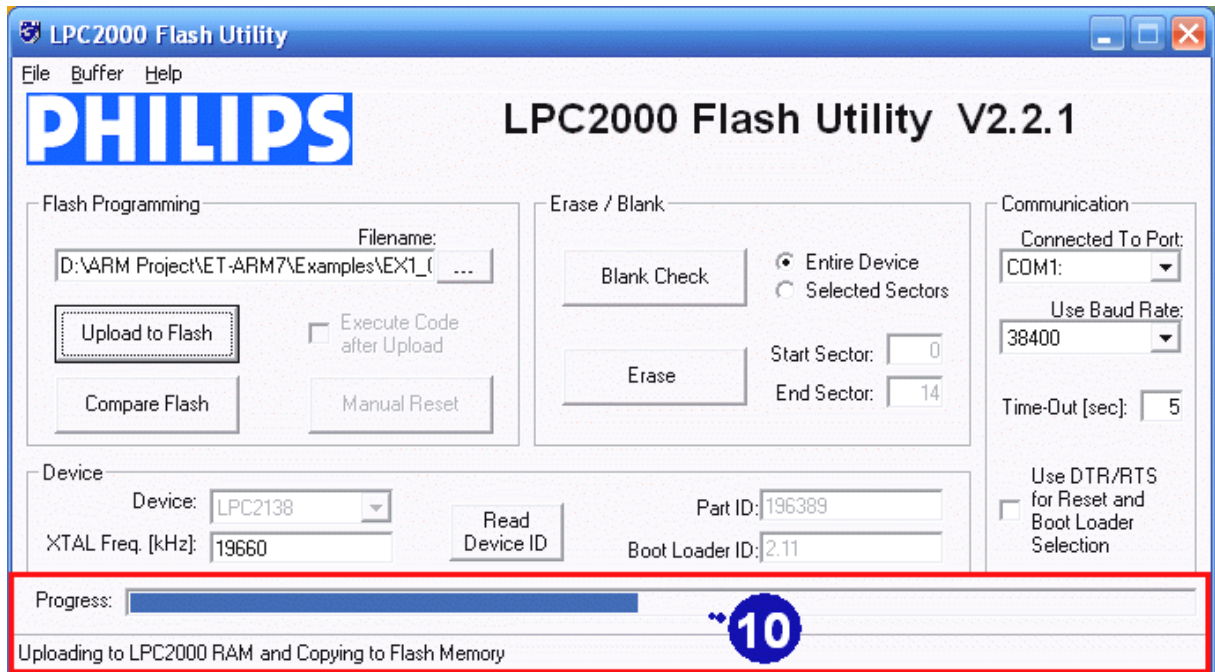 LPC2000 Flash Utility
File Buffer Help
PHILIPS
LPC2000 Flash Utility V2.2.1
Flash Programming
Filename:
D:\ARM Project\ET-ARM7\Examples\EX1_(
...
Upload to Flash
Execute Code
after Upload
Compare Flash
Manual Reset
Erase / Blank
Blank Check
Entire Device
Selected Sectors
Erase
Start Sector: 0
End Sector: 14
Communication
Connected To Port:
COM1:
Use Baud Rate:
38400
Time-Out [sec]: 5
Use DTR/RTS
for Reset and
Boot Loader
Selection
Device
Device: LPC2138
XTAL Freq. [kHz]: 19660
Read
Device ID
Part ID: 196389
Boot Loader ID: 2.11
Progress:
10
Uploading to LPC2000 RAM and Copying to Flash Memory